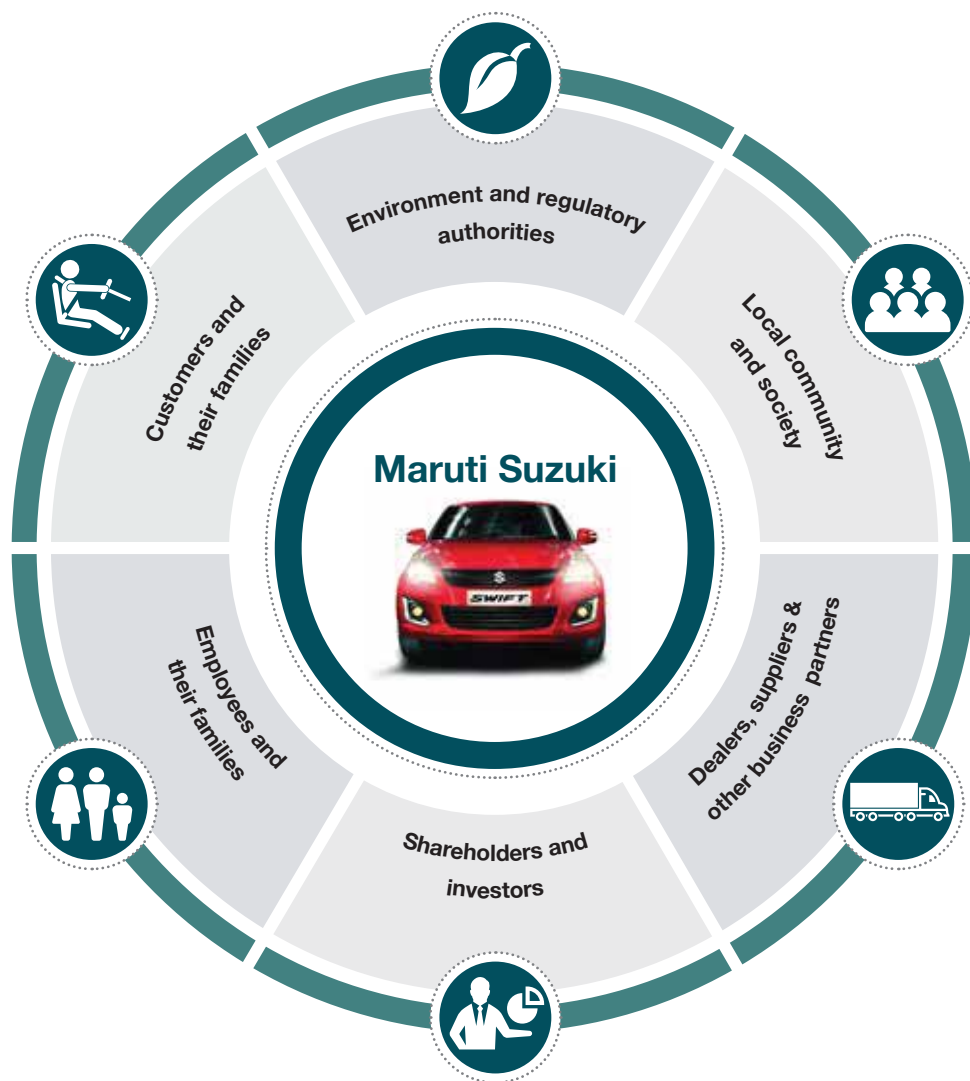 Environment and regulatory
authorities
Local community
and society
Dealers, suppliers &
other business partners
Shareholders and
investors
Employees and
their families
Customers and
their families
Maruti Suzuki
SWIFT